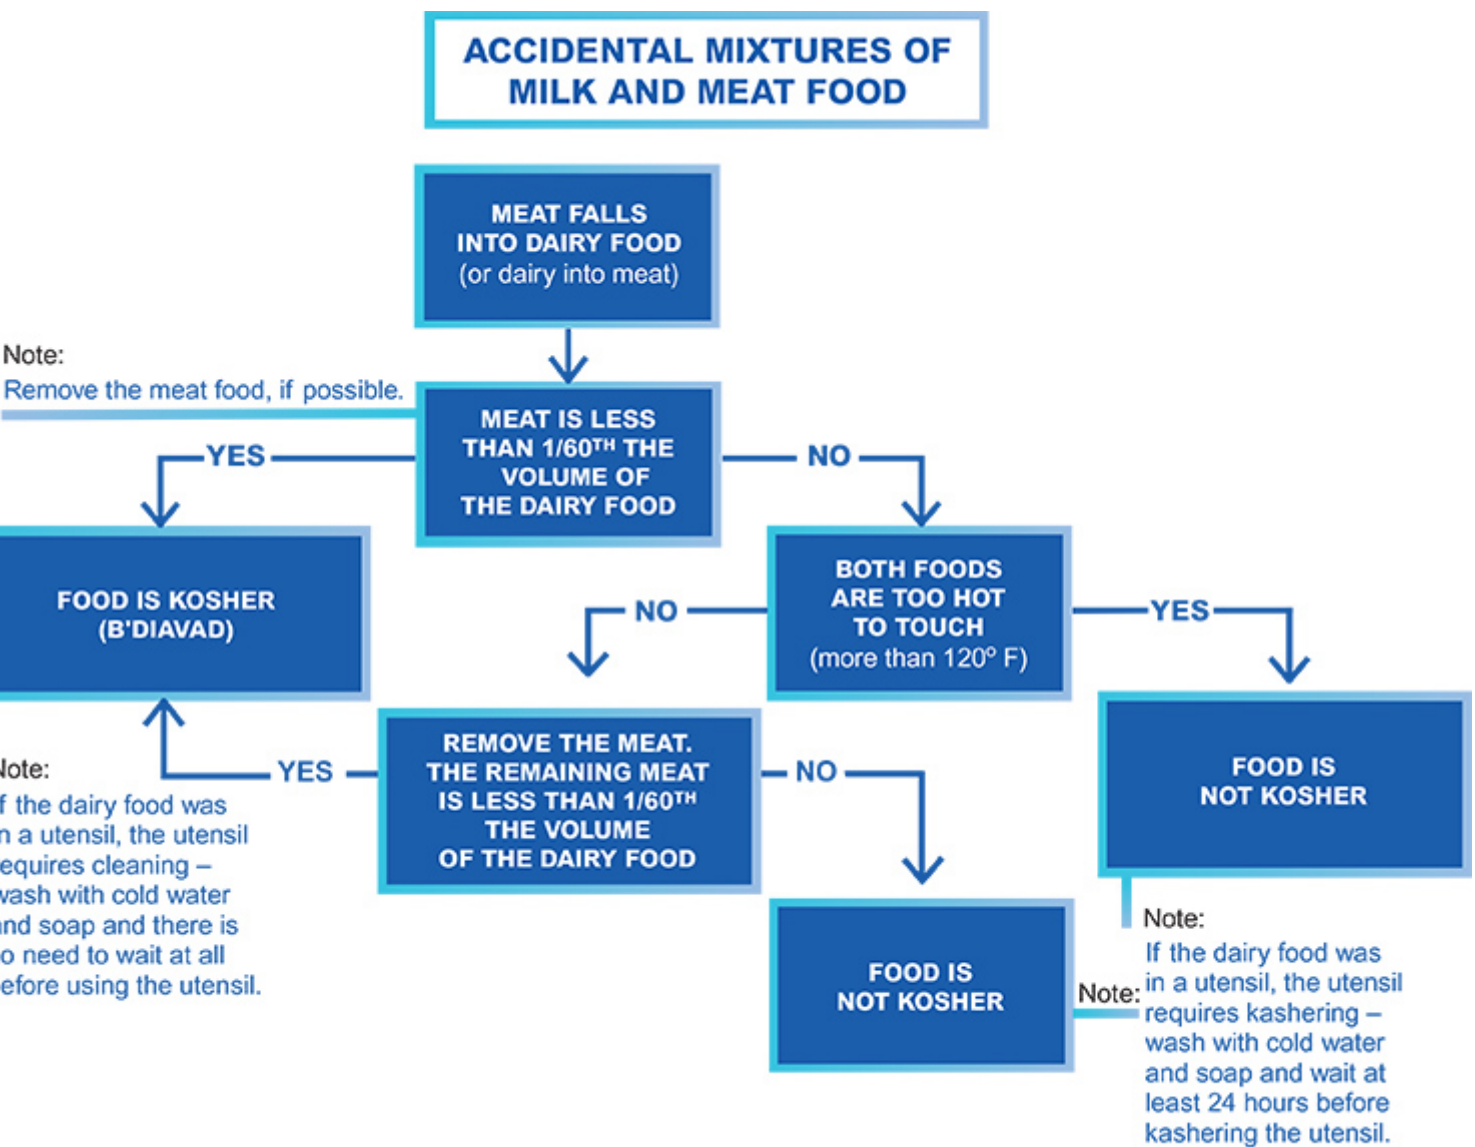 ACCIDENTAL MIXTURES OF
MILK AND MEAT FOOD
MEAT FALLS
INTO DAIRY FOOD
(or dairy into meat)
Note:
Remove the meat food, if possible.
MEAT IS LESS
THAN 1/60TH THE
VOLUME OF
THE DAIRY FOOD
YES
NO
FOOD IS KOSHER
(B'DIAVAD)
BOTH FOODS
ARE TOO HOT
TO TOUCH
(more than 120º F)
NO
YES
REMOVE THE MEAT.
THE REMAINING MEAT
IS LESS THAN 1/60TH
THE VOLUME
OF THE DAIRY FOOD
YES
NO
FOOD IS
NOT KOSHER
Note:
f the dairy food was
n a utensil, the utensil
equires cleaning –
wash with cold water
nd soap and there is
o need to wait at all
efore using the utensil.
FOOD IS
NOT KOSHER
Note:
Note:
If the dairy food was
in a utensil, the utensil
requires kashering –
wash with cold water
and soap and wait at
least 24 hours before
kashering the utensil.